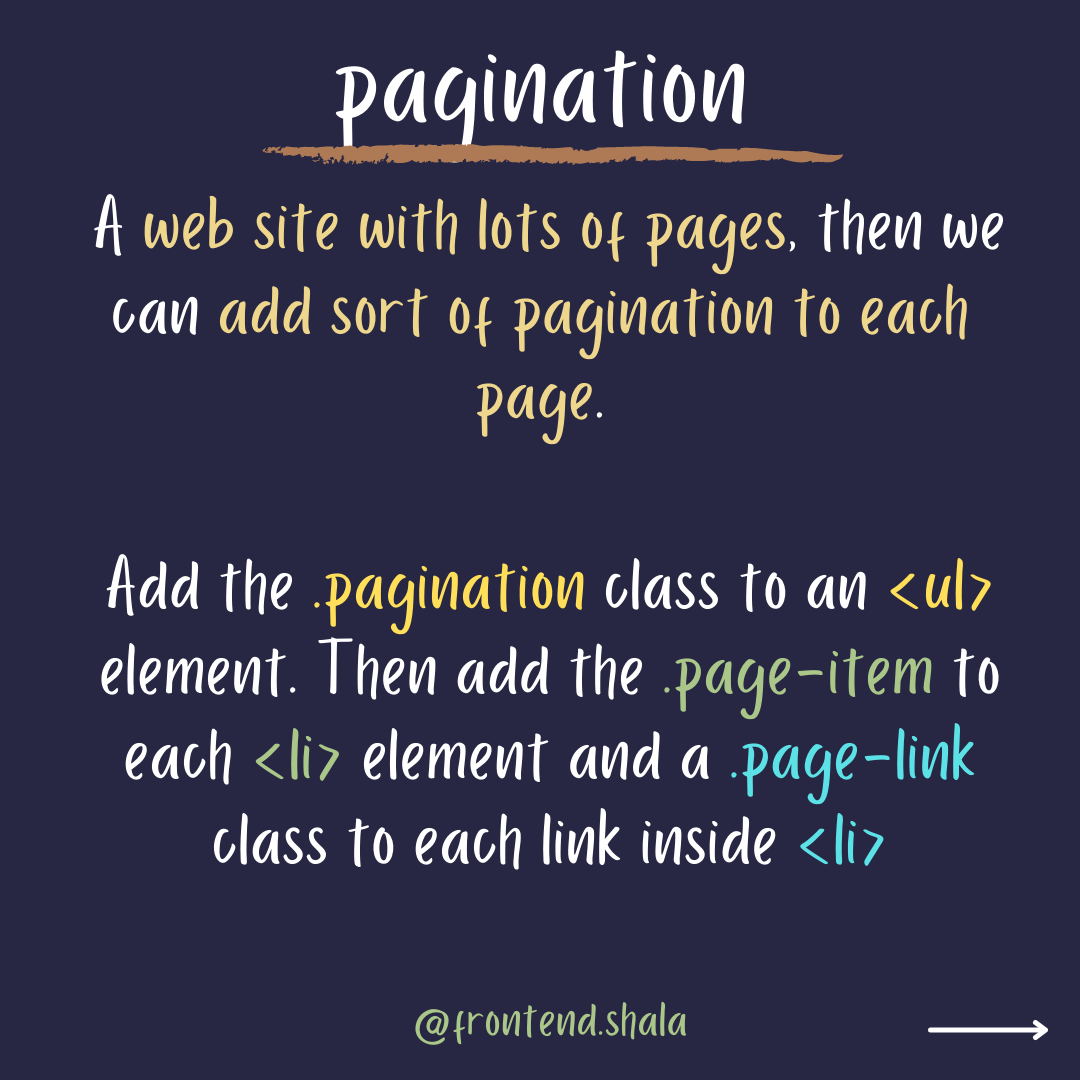 pagination
A web site with lots of pages, then we
can add sort of pagination to each
page.
Add the .pagination class to an <ul>
element. Then add the .page-item to
each <li> element and a .page-link
class to each link inside <li>
@frontend.shala